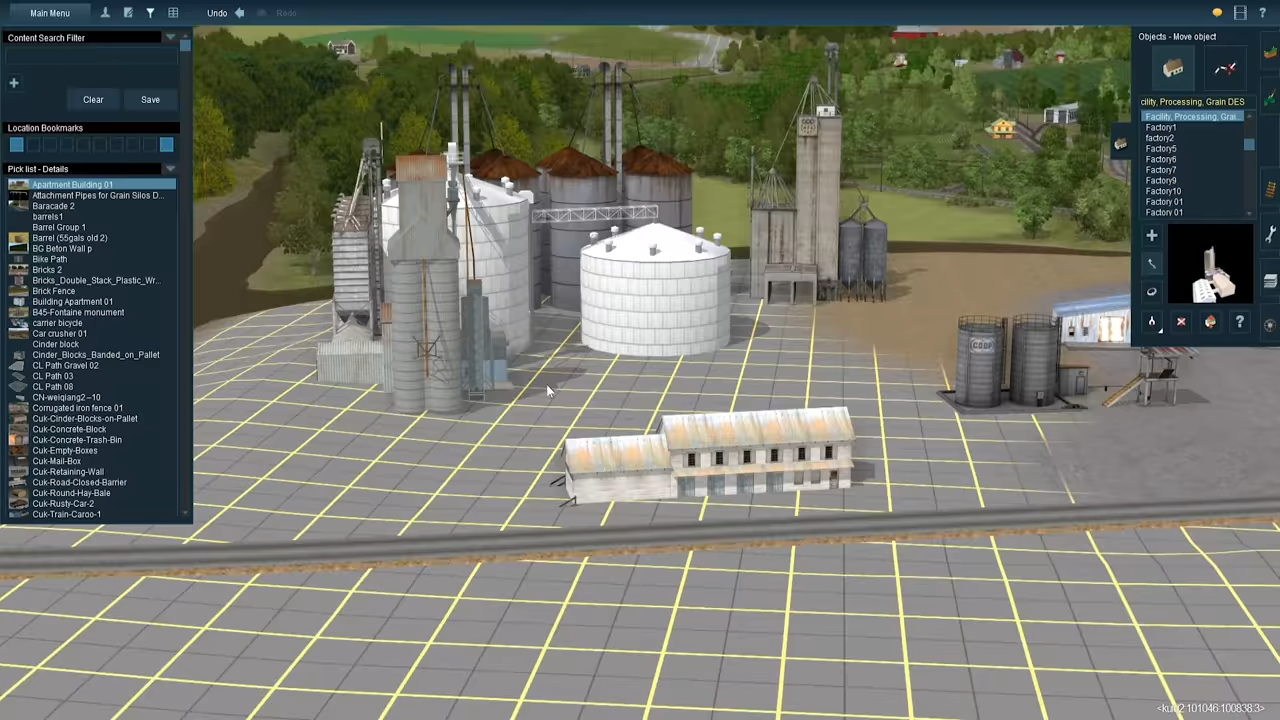 Main Menu
Undo
Redo
Content Search Filter
Clear
Save
Location Bookmarks
Pick list - Details
Apartment Building 01
Attachment Pipes for Grain Silos D...
Baracade 2
barrels1
Barrel Group 1
Barrel (55gals old 2)
BG Beton Wall p
Bike Path
Bricks 2
Bricks_Double_Stack_Plastic_Wr...
Brick Fence
Building Apartment 01
B45-Fontaine monument
carrier bicycle
Car crusher 01
Cinder block
Cinder_Blocks_Banded_on_Pallet
CL Path Gravel 02
CL Path 03
CL Path 08
CN-weiqiang2-10
Corrugated iron fence 01
Cuk-Cinder-Blocks-on-Pallet
Cuk-Concrete-Block
Cuk-Concrete-Trash-Bin
Cuk-Empty-Boxes
Cuk-Mail-Box
Cuk-Retaining-Wall
Cuk-Road-Closed-Barrier
Cuk-Round-Hay-Bale
Cuk-Rusty-Car-2
Cuk-Train-Cargo-1
Objects - Move object
cility, Processing, Grain DES
Facility, Processing, Grai...
Factory1
factory2
Factory5
Factory6
Factory7
Factory9
Factory10
Factory 01
Factory 01
COOP
<kuid2:101046:100838:3>